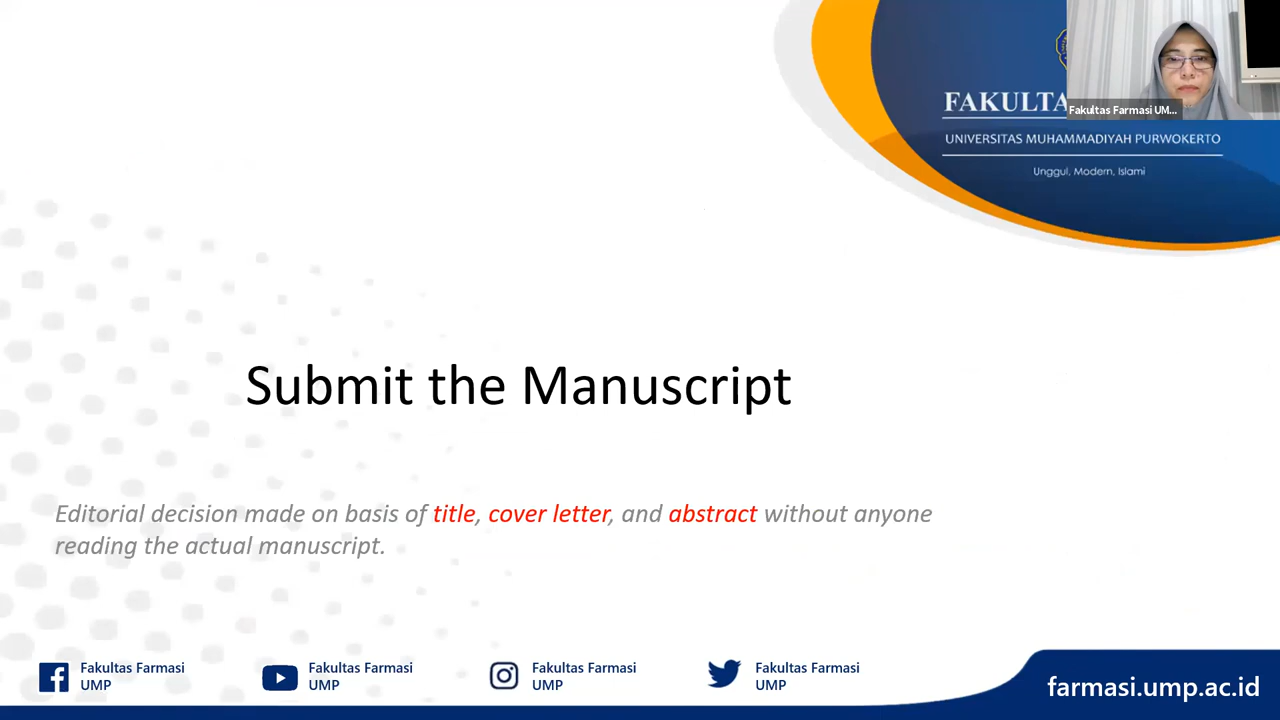 FAKULTA
Fakultas Farmasi UM...
UNIVERSITAS MUHAMMADIYAH PURWOKERTO
Unggul, Modern, Islami
Submit the Manuscript
Editorial decision made on basis of title, cover letter, and abstract without anyone
reading the actual manuscript.
Fakultas Farmasi
UMP
Fakultas Farmasi
UMP
Fakultas Farmasi
UMP
Fakultas Farmasi
UMP
farmasi.ump.ac.id